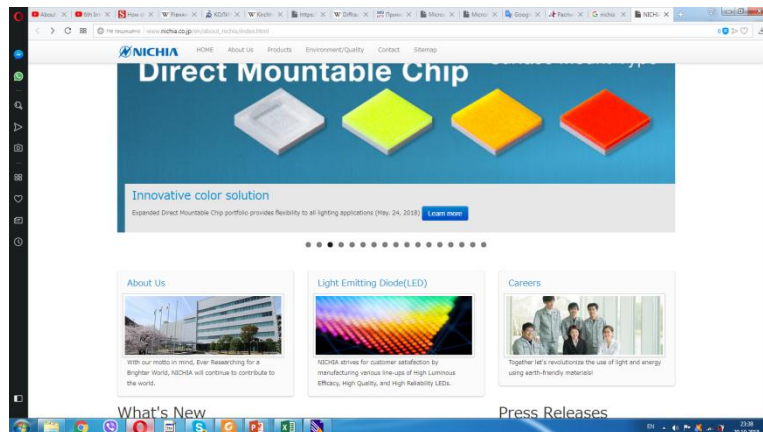 NICHIA HOME About Us Products Environment/Quality Contact Sitemap
Direct Mountable Chip
Innovative color solution
Expanded Direct Mountable Chip portfolio provides flexibility to all lighting applications (May. 24, 2018) Learn more
About Us
With our motto in mind, Ever Researching for a
Brighter World, NICHIA will continue to contribute to
the world.
Light Emitting Diode(LED)
NICHIA strives for customer satisfaction by
manufacturing various line-ups of High Luminous
Efficacy, High Quality, and High Reliability LEDs.
Careers
Together let's revolutionize the use of light and energy
using earth-friendly materials!
What's New
Press Releases
EN
23:38